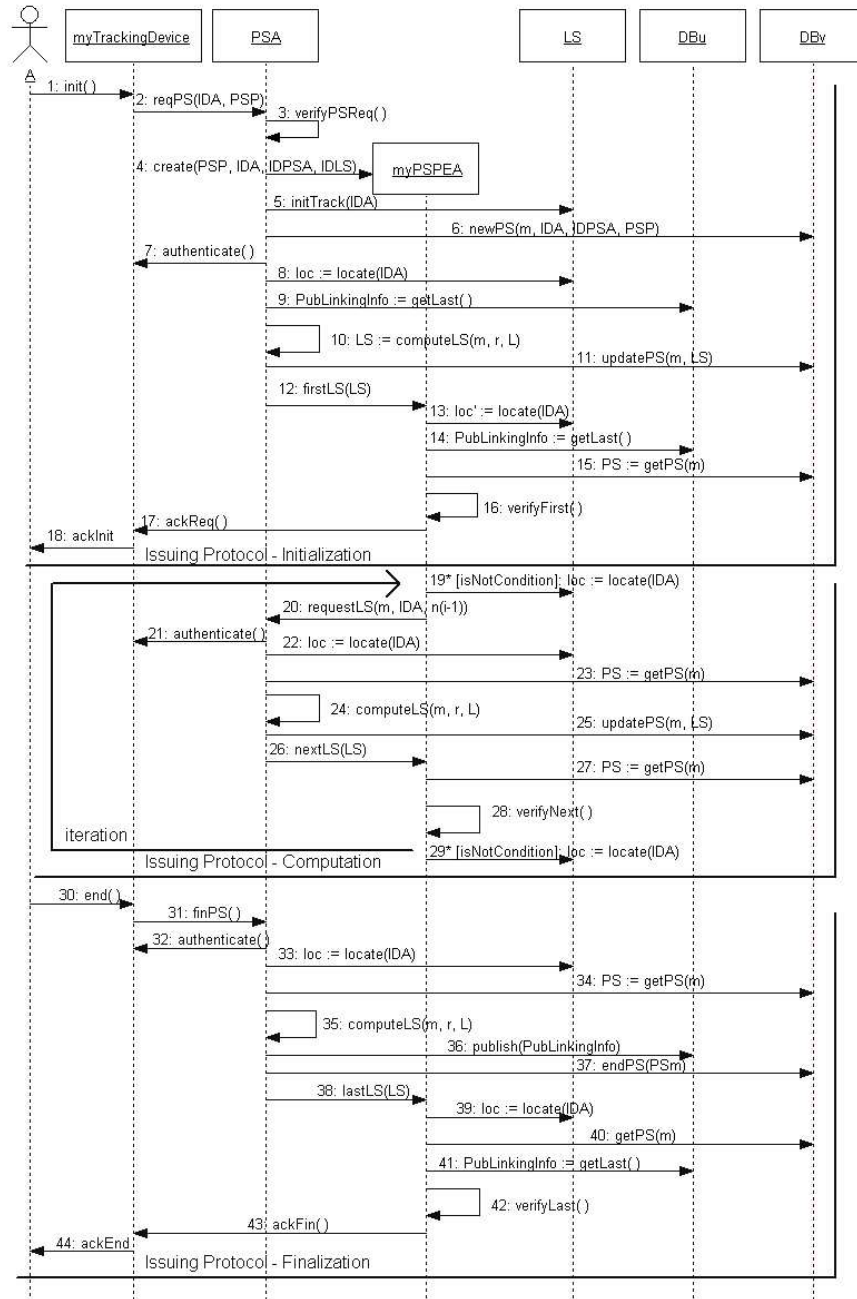 myTrackingDevice
PSA
LS
DBu
DBv
A
1: init()
2: reqPS(IDA, PSP)
3: verifyPSReq()
4: create(PSP, IDA, IDPSA, IDLS)
myPSPEA
5: initTrack(IDA)
6: newPS(m, IDA, IDPSA, PSP)
7: authenticate()
8: loc := locate(IDA)
9: PubLinkingInfo := getLast()
10: LS := computeLS(m, r, L)
11: updatePS(m, LS)
12: firstLS(LS)
13: loc' := locate(IDA)
14: PubLinkingInfo := getLast()
15: PS := getPS(m)
16: verifyFirst()
17: ackReq()
18: ackInit
Issuing Protocol - Initialization
19* [isNotCondition]: loc := locate(IDA)
20: requestLS(m, IDA, n(i-1))
21: authenticate()
22: loc := locate(IDA)
23: PS := getPS(m)
24: computeLS(m, r, L)
25: updatePS(m, LS)
26: nextLS(LS)
27: PS := getPS(m)
28: verifyNext()
iteration
29* [isNotCondition]: loc := locate(IDA)
Issuing Protocol - Computation
30: end()
31: finPS()
32: authenticate()
33: loc := locate(IDA)
34: PS := getPS(m)
35: computeLS(m, r, L)
36: publish(PubLinkingInfo)
37: endPS(PSm)
38: lastLS(LS)
39: loc := locate(IDA)
40: getPS(m)
41: PubLinkingInfo := getLast()
42: verifyLast()
43: ackFin()
44: ackEnd
Issuing Protocol - Finalization